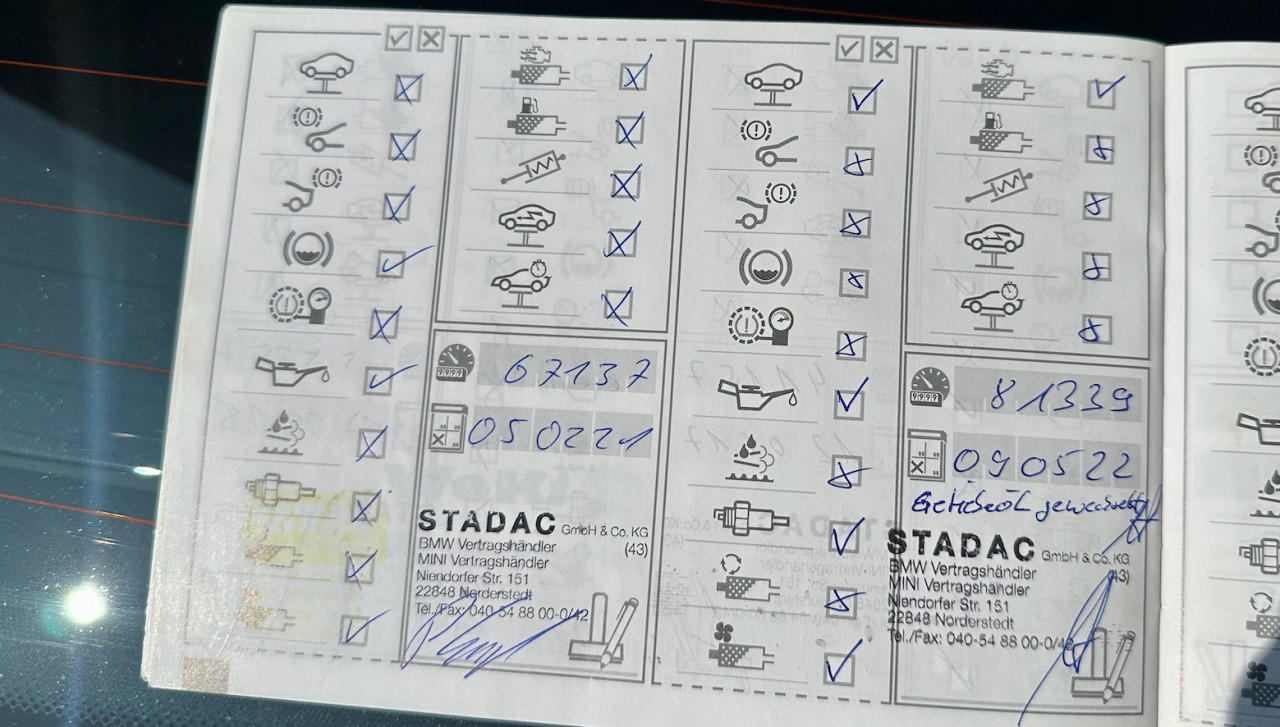 67137
050221
STADAC GmbH & Co. KG
(43)
BMW Vertragshändler
MINI Vertragshändler
Niendorfer Str. 151
22848 Norderstedt
Tel./Fax: 040-54 88 00-0/42
81339
090522
Getriebeöl gewechselt
STADAC GmbH & Co. KG
(43)
BMW Vertragshändler
MINI Vertragshändler
Niendorfer Str. 151
22848 Norderstedt
Tel./Fax: 040-54 88 00-0/42